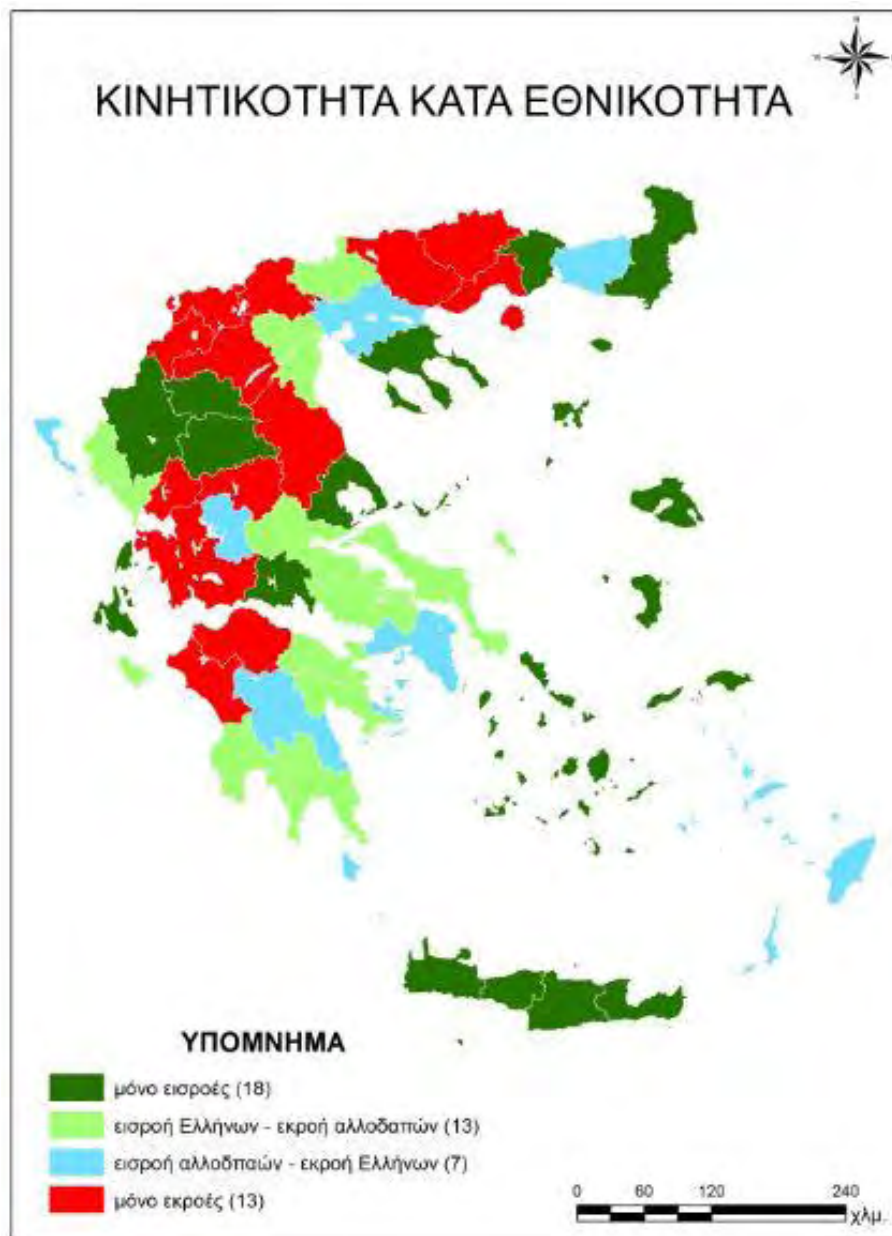 ΚΙΝΗΤΙΚΟΤΗΤΑ ΚΑΤΑ ΕΘΝΙΚΟΤΗΤΑ
ΥΠΟΜΝΗΜΑ
μόνο εισροές (18)
εισροή Ελλήνων - εκροή αλλοδαπών (13)
εισροή αλλοδπαών - εκροή Ελλήνων (7)
μόνο εκροές (13)
0 60 120 240
χλμ.